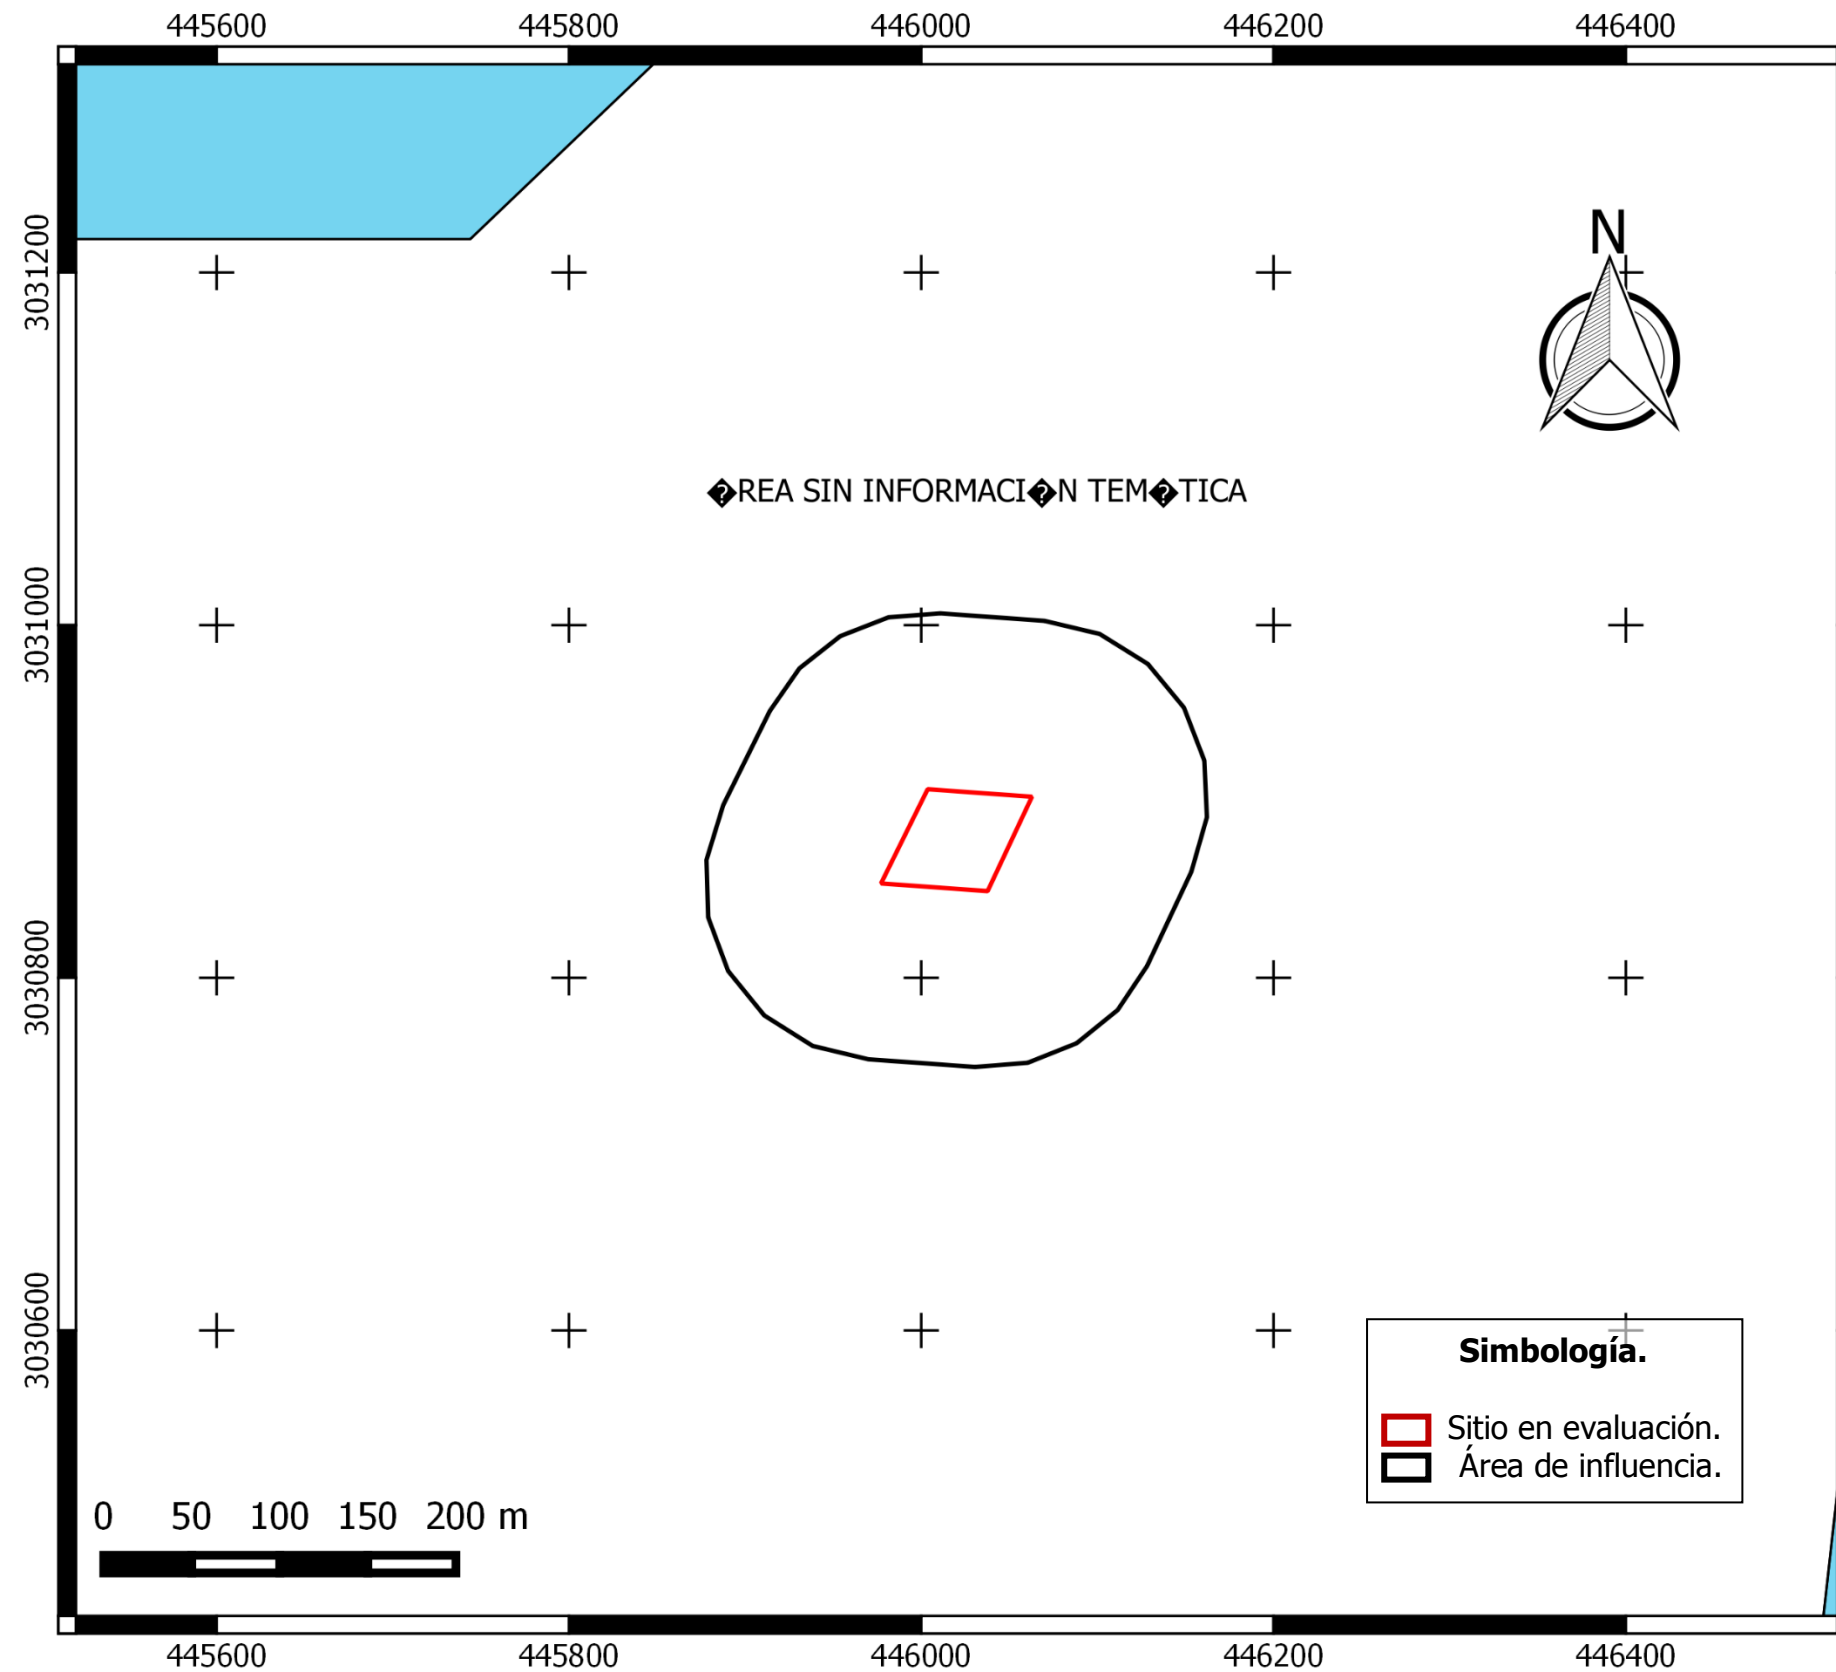 445600 445800 446000 446200 446400
3031200
3031000
3030800
3030600
N
�REA SIN INFORMACI�N TEM�TICA
Simbología.
Sitio en evaluación.
Área de influencia.
0 50 100 150 200 m
445600 445800 446000 446200 446400